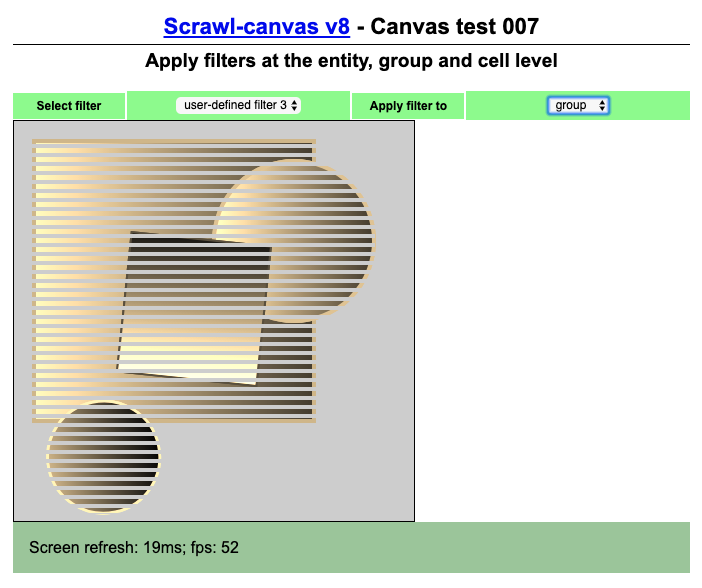 Scrawl-canvas v8 - Canvas test 007
Apply filters at the entity, group and cell level
Select filter user-defined filter 3 Apply filter to group
Screen refresh: 19ms; fps: 52